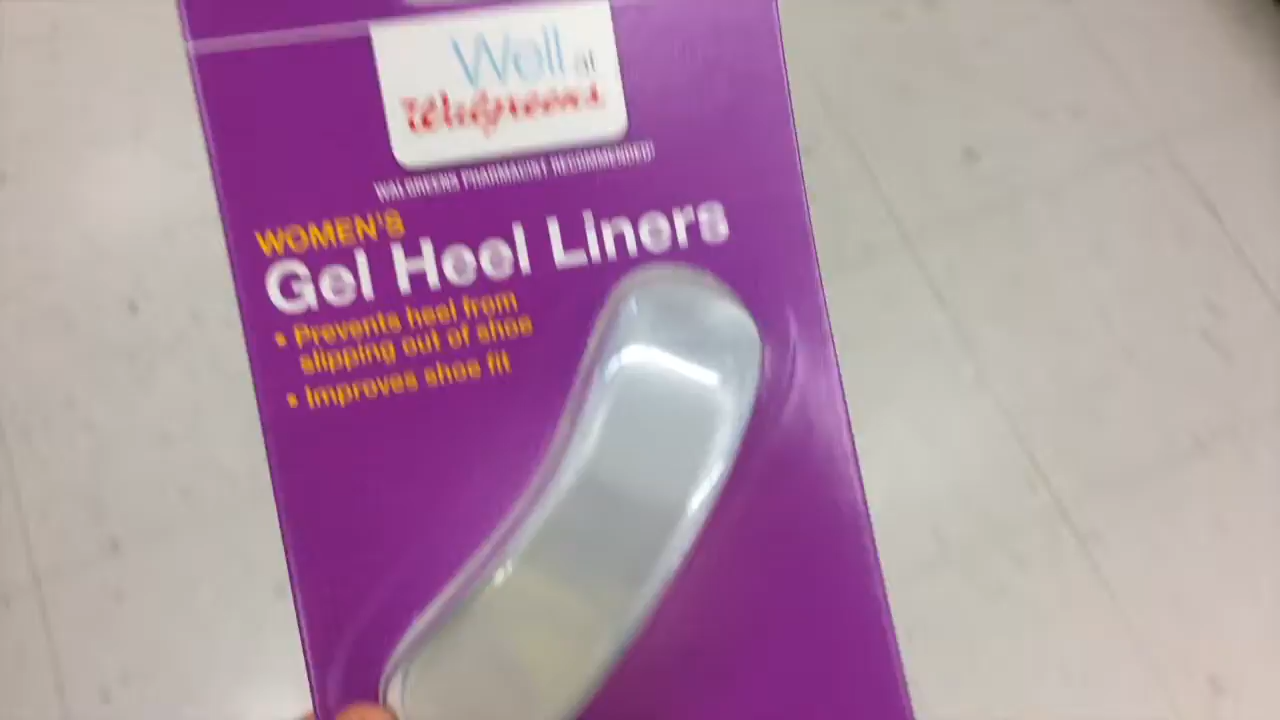 Well at
Walgreens
WALGREENS PHARMACIST RECOMMENDED
WOMEN'S
Gel Heel Liners
• Prevents heel from
slipping out of shoe
• Improves shoe fit